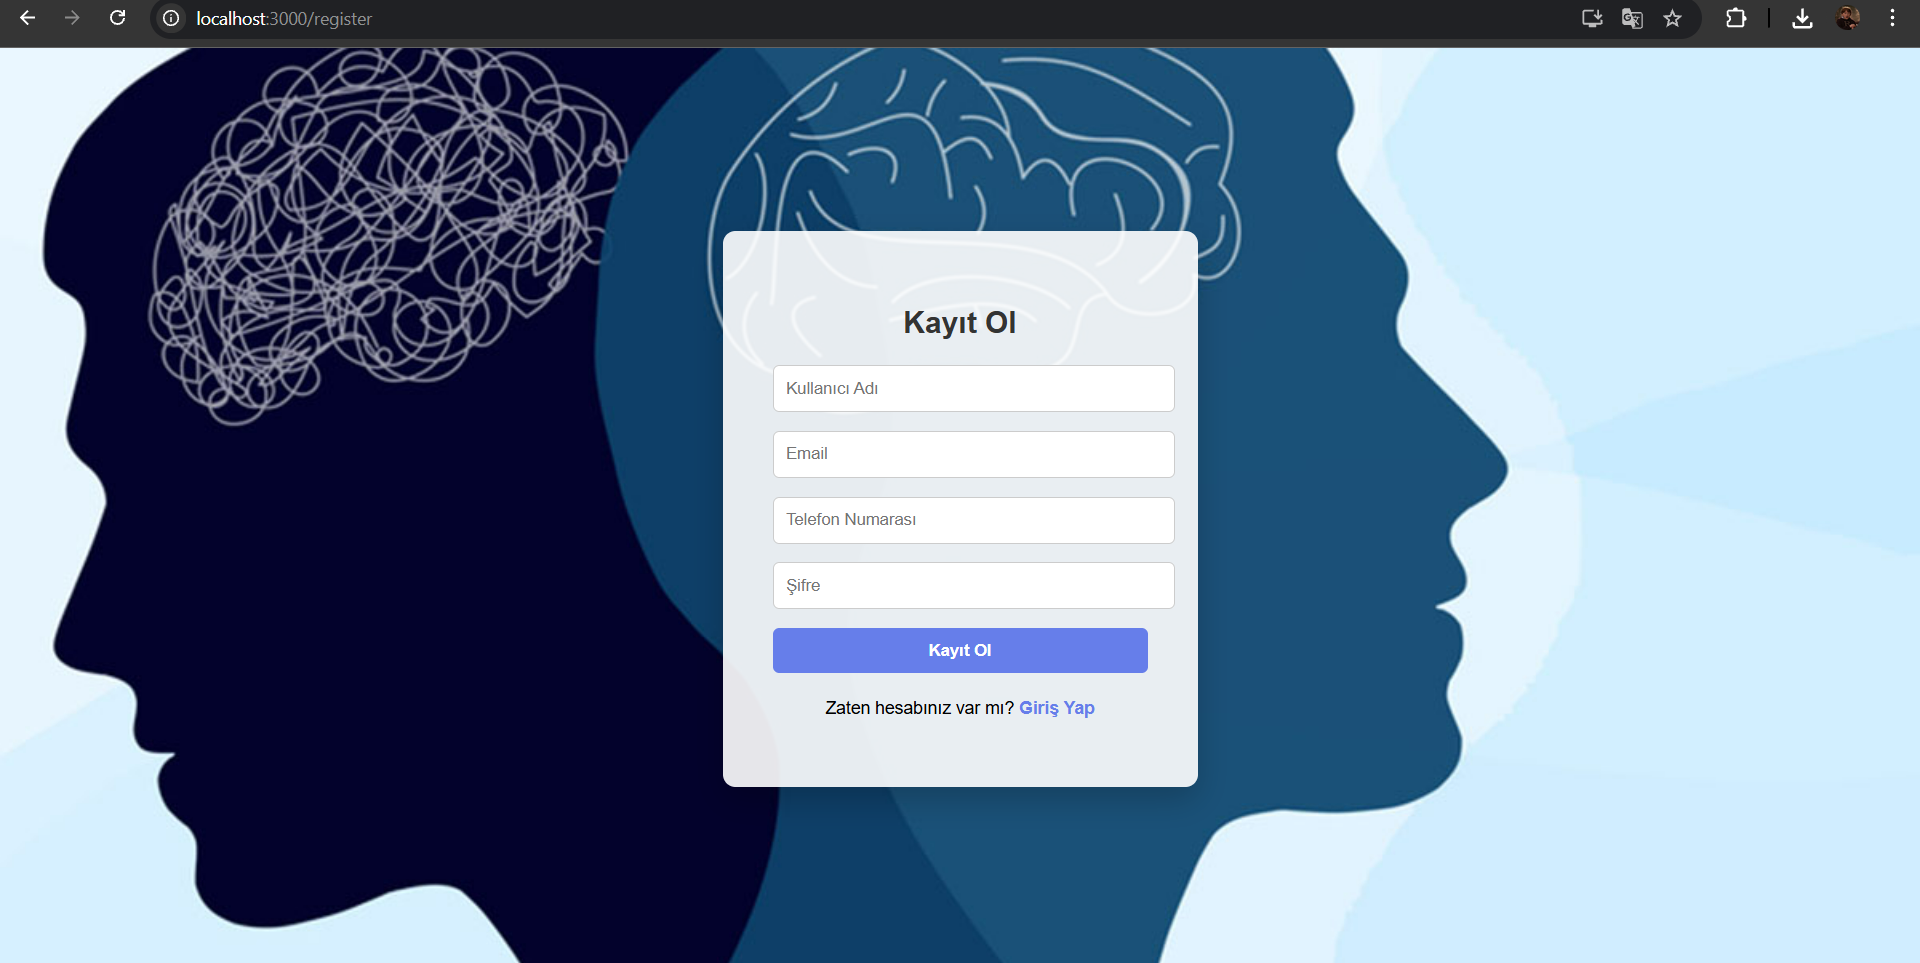 localhost:3000/register
Kayıt Ol
Kullanıcı Adı
Email
Telefon Numarası
Şifre
Kayıt Ol
Zaten hesabınız var mı? Giriş Yap